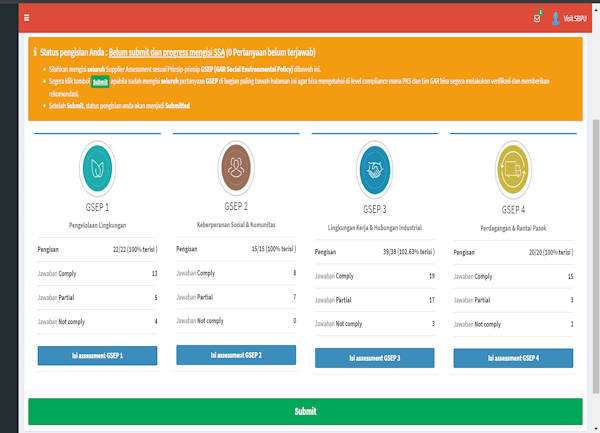 Visit SBPU
Status pengisian Anda : Belum submit dan progress mengisi SSA (0 Pertanyaan belum terjawab)
Silahkan mengisi seluruh Supplier Assessment sesuai Prinsip-prinsip GSEP (GAR Social Environmental Policy) dibawah ini.
Segera klik tombol Submit apabila sudah mengisi seluruh pertanyaan GSEP di bagian paling bawah halaman ini agar bisa mengetahui di level compliance mana PKS dan tim GAR bisa segera melakukan verifikasi dan memberikan
rekomendasi.
Setelah Submit, status pengisian anda akan menjadi Submitted
GSEP 1
Pengelolaan Lingkungan
Pengisan 22/22 (100% terisi )
Jawaban Comply 13
Jawaban Partial 5
Jawaban Not comply 4
Isi assessment GSEP 1
GSEP 2
Keberperanan Sosial & Komunitas
Pengisan 15/15 (100% terisi )
Jawaban Comply 8
Jawaban Partial 7
Jawaban Not comply 0
Isi assessment GSEP 2
GSEP 3
Lingkungan Kerja & Hubungan Industrial
Pengisan 39/38 (102.63% terisi )
Jawaban Comply 19
Jawaban Partial 17
Jawaban Not comply 3
Isi assessment GSEP 3
GSEP 4
Perdagangan & Rantai Pasok
Pengisan 20/20 (100% terisi )
Jawaban Comply 15
Jawaban Partial 3
Jawaban Not comply 2
Isi assessment GSEP 4
Submit